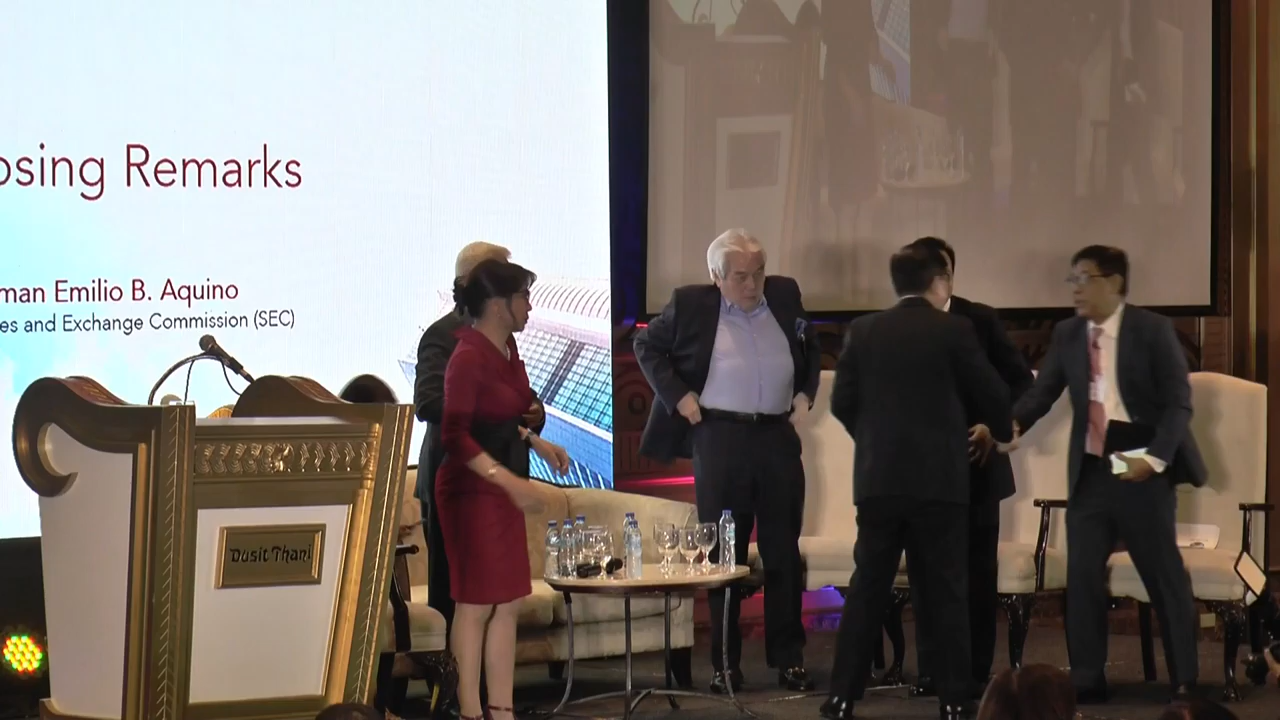 osing Remarks
man Emilio B. Aquino
es and Exchange Commission (SEC)
Dusit Thani